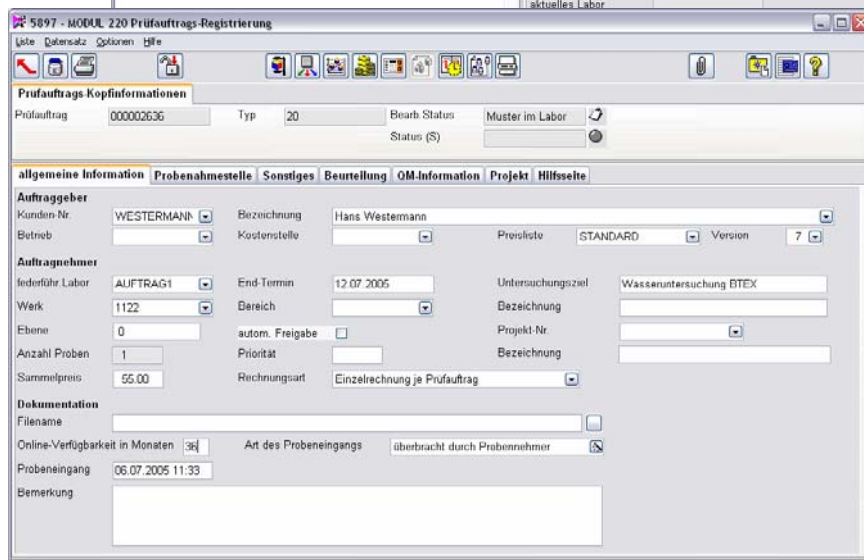 aktuelles Labor
5897 - MODUL 220 Prüfauftrags-Registrierung
Liste Datensatz Optionen Hilfe
Prüfauftrags-Kopfinformationen
Prüfauftrag 000002636 Typ 20 Bearb.Status Muster im Labor
Status (S)
allgemeine Information Probenahmestelle Sonstiges Beurteilung QM-Information Projekt Hilfsseite
Auftraggeber
Kunden-Nr. WESTERMANN Bezeichnung Hans Westermann
Betrieb Kostenstelle Preisliste STANDARD Version 7
Auftragnehmer
federführ.Labor AUFTRAG1 End-Termin 12.07.2005 Untersuchungsziel Wasseruntersuchung BTEX
Werk 1122 Bereich Bezeichnung
Ebene 0 autom. Freigabe Projekt-Nr.
Anzahl Proben 1 Priorität Bezeichnung
Sammelpreis 55.00 Rechnungsart Einzelrechnung je Prüfauftrag
Dokumentation
Filename
Online-Verfügbarkeit in Monaten 36 Art des Probeneingangs überbracht durch Probennehmer
Probeneingang 06.07.2005 11:33
Bemerkung